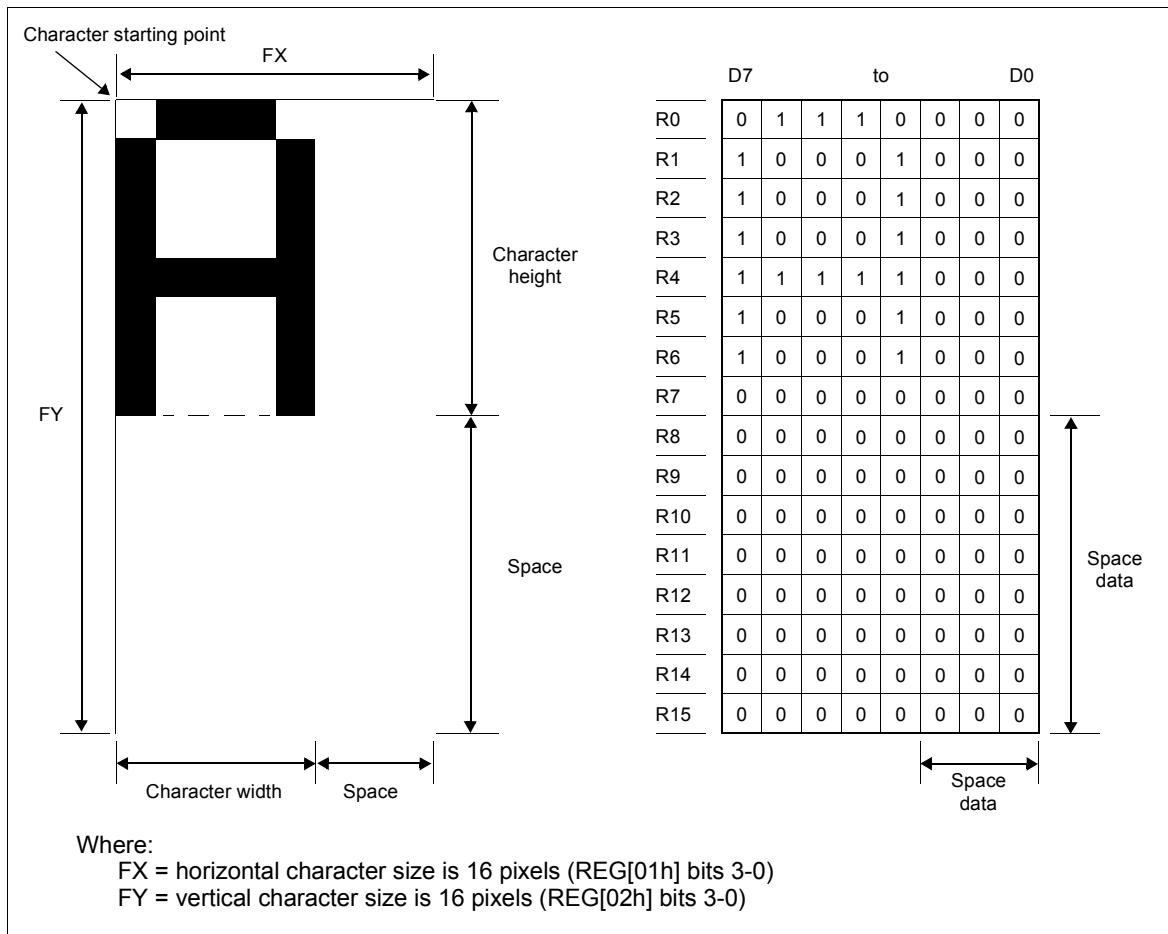 Character starting point
FX
D7 to D0
R0 0 1 1 1 0 0 0 0
R1 1 0 0 0 1 0 0 0
R2 1 0 0 0 1 0 0 0
R3 1 0 0 0 1 0 0 0
Character
height
R4 1 1 1 1 1 0 0 0
R5 1 0 0 0 1 0 0 0
R6 1 0 0 0 1 0 0 0
R7 0 0 0 0 0 0 0 0
FY
R8 0 0 0 0 0 0 0 0
R9 0 0 0 0 0 0 0 0
R10 0 0 0 0 0 0 0 0
R11 0 0 0 0 0 0 0 0
Space
Space
data
R12 0 0 0 0 0 0 0 0
R13 0 0 0 0 0 0 0 0
R14 0 0 0 0 0 0 0 0
R15 0 0 0 0 0 0 0 0
Character width Space
Space
data
Where:
FX = horizontal character size is 16 pixels (REG[01h] bits 3-0)
FY = vertical character size is 16 pixels (REG[02h] bits 3-0)